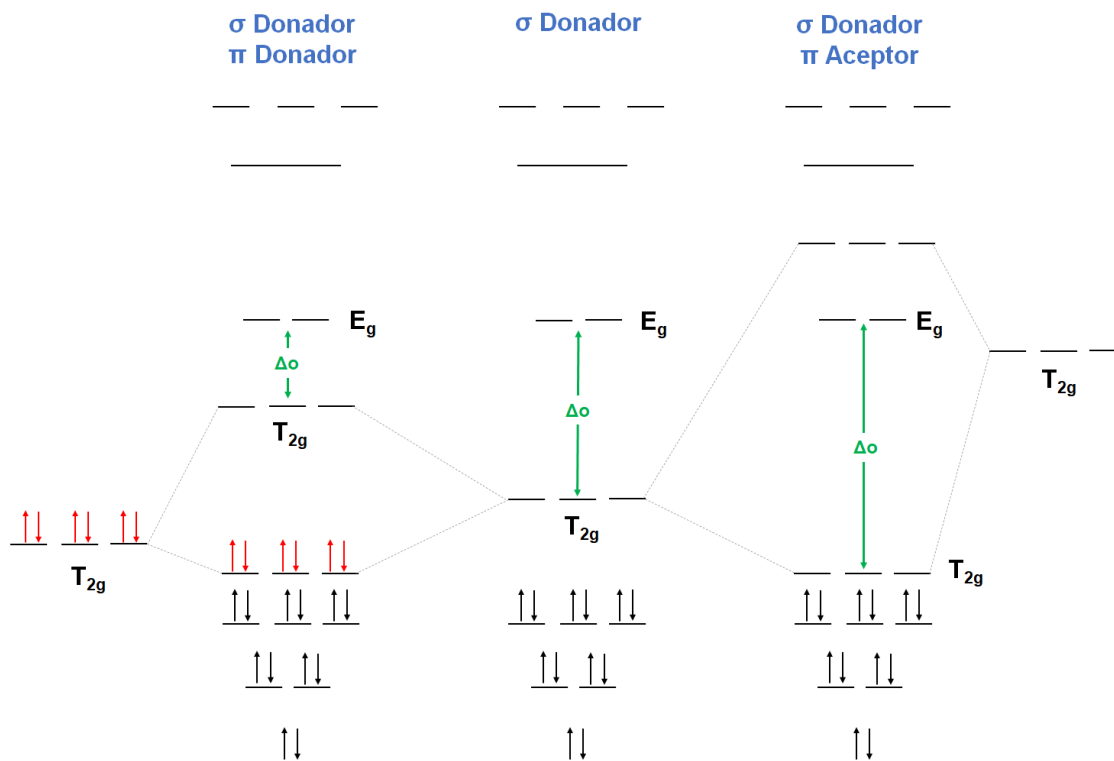 σ Donador
π Donador
σ Donador
σ Donador
π Aceptor
Eg
Eg
Eg
Δo
Δo
Δo
T2g
T2g
T2g
T2g
T2g